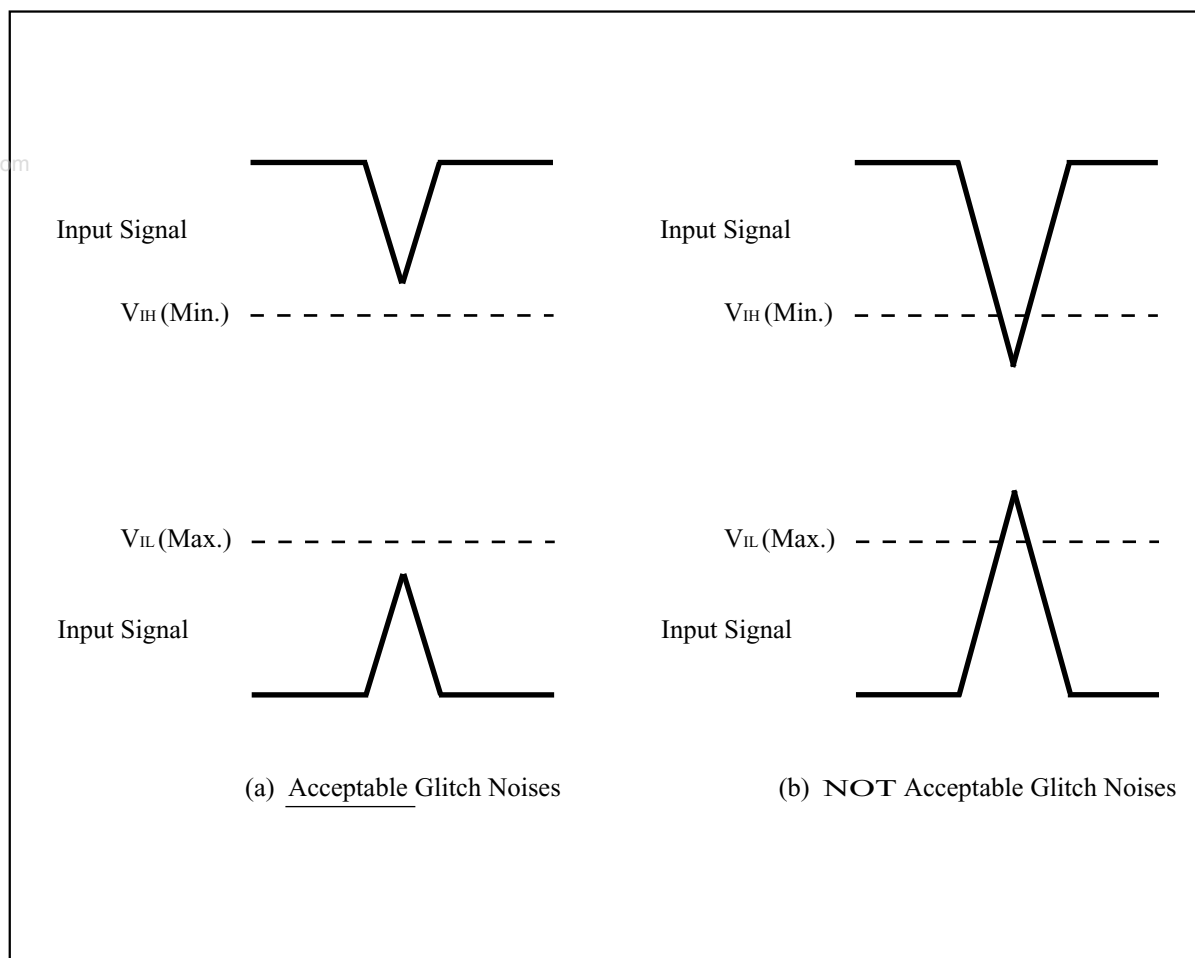 om
Input Signal
Input Signal
VIH (Min.)
VIH (Min.)
VIL (Max.)
VIL (Max.)
Input Signal
Input Signal
(a) Acceptable Glitch Noises
(b) NOT Acceptable Glitch Noises